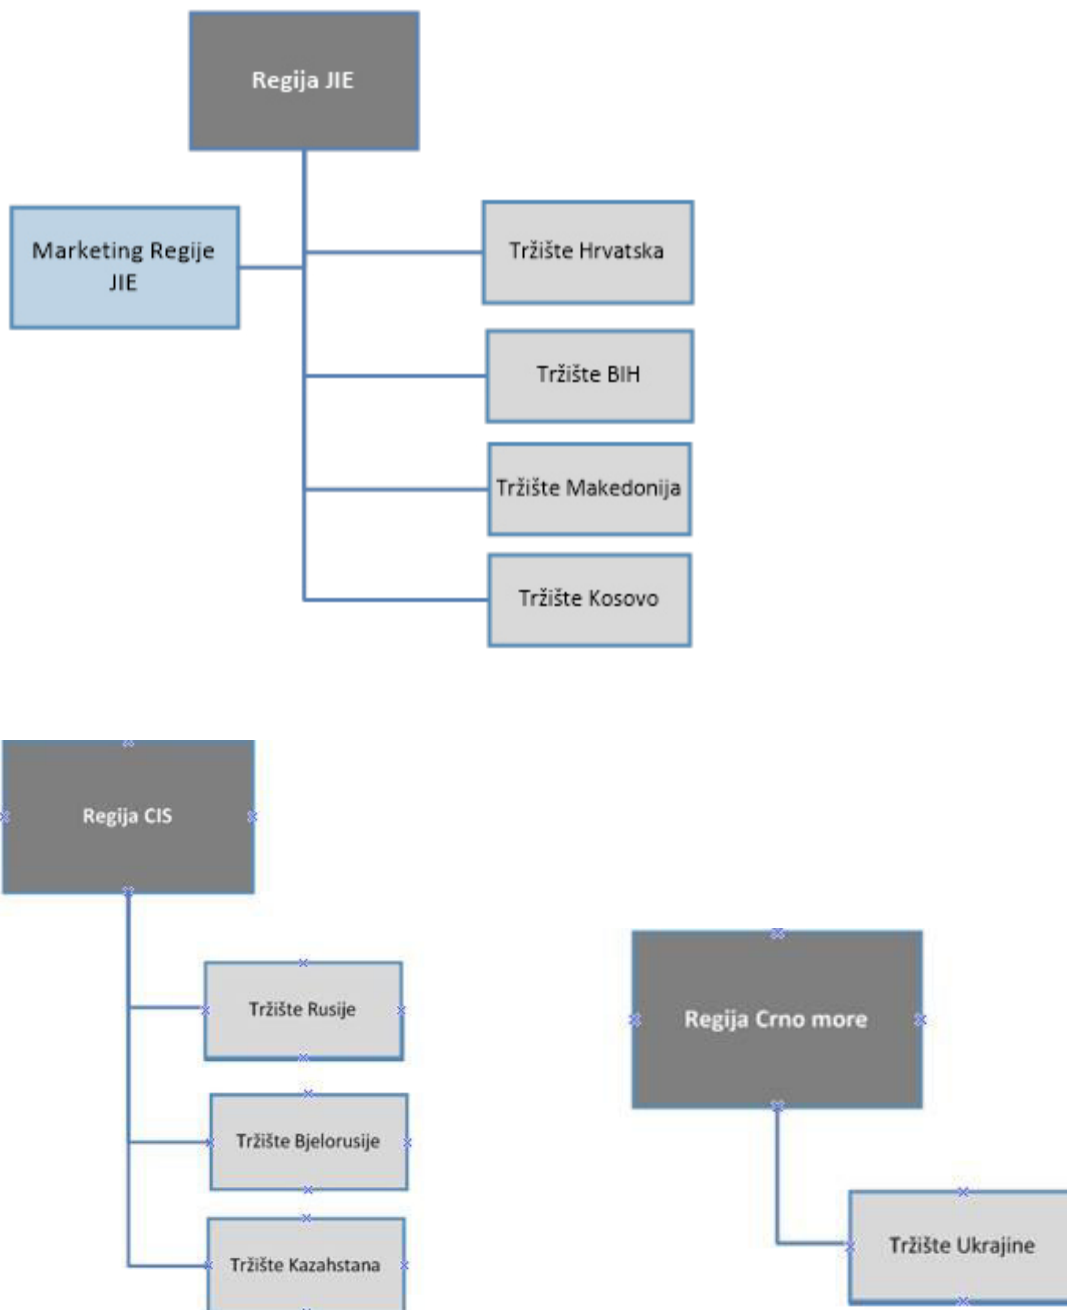 Regija JIE
Marketing Regije
JIE
Tržište Hrvatska
Tržište BIH
Tržište Makedonija
Tržište Kosovo
Regija CIS
Tržište Rusije
Tržište Bjelorusije
Tržište Kazahstana
Regija Crno more
Tržište Ukrajine